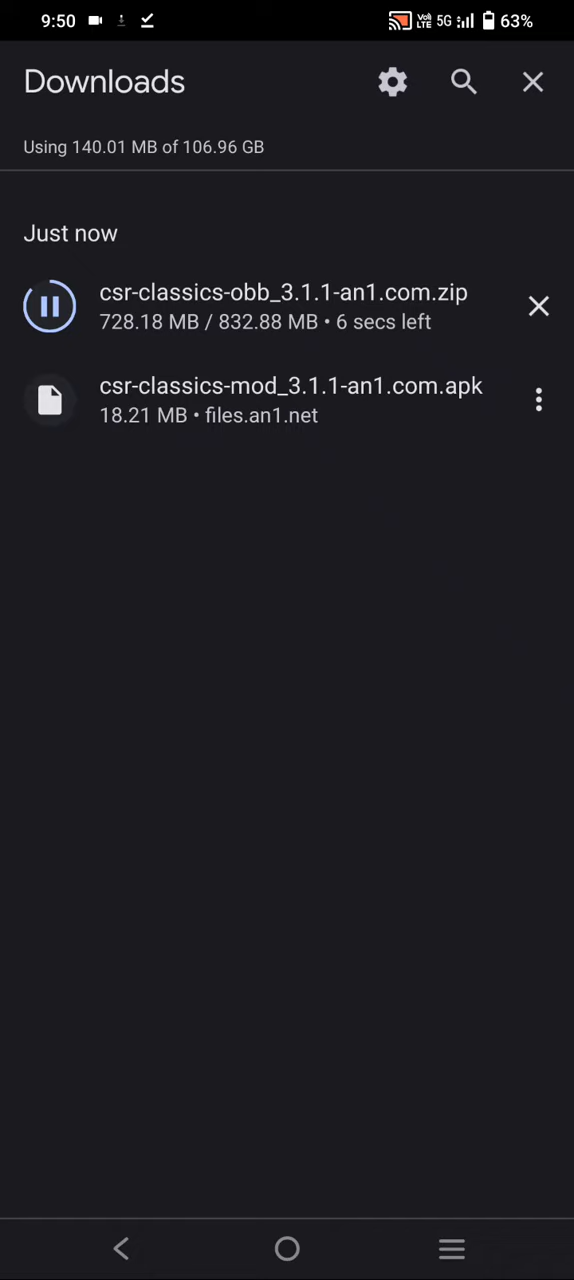 9:50 Vo) LTE 5G 63%
Downloads
Using 140.01 MB of 106.96 GB
Just now
csr-classics-obb_3.1.1-an1.com.zip
728.18 MB / 832.88 MB • 6 secs left
csr-classics-mod_3.1.1-an1.com.apk
18.21 MB • files.an1.net